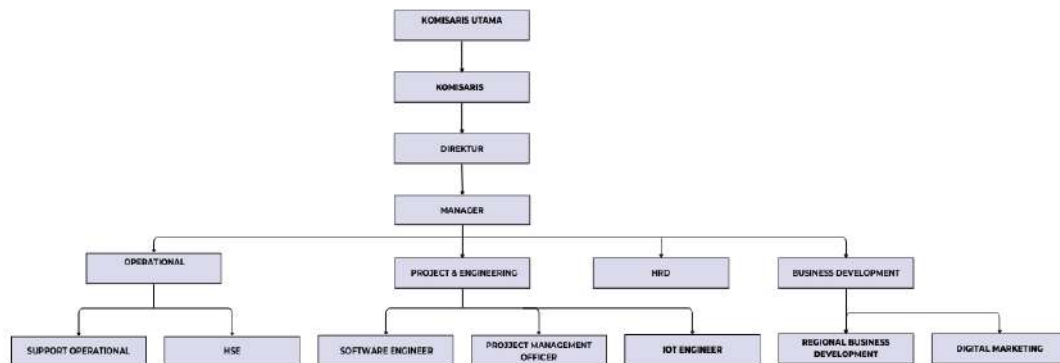 KOMISARIS UTAMA
KOMISARIS
DIREKTUR
MANAGER
OPERATIONAL
PROJECT & ENGINEERING
HRD
BUSINESS DEVELOPMENT
SUPPORT OPERATIONAL
HSE
SOFTWARE ENGINEER
PROJJECT MANAGEMENT
OFFICER
IOT ENGINEER
REGIONAL BUSINESS
DEVELOPMENT
DIGITAL MARKETING